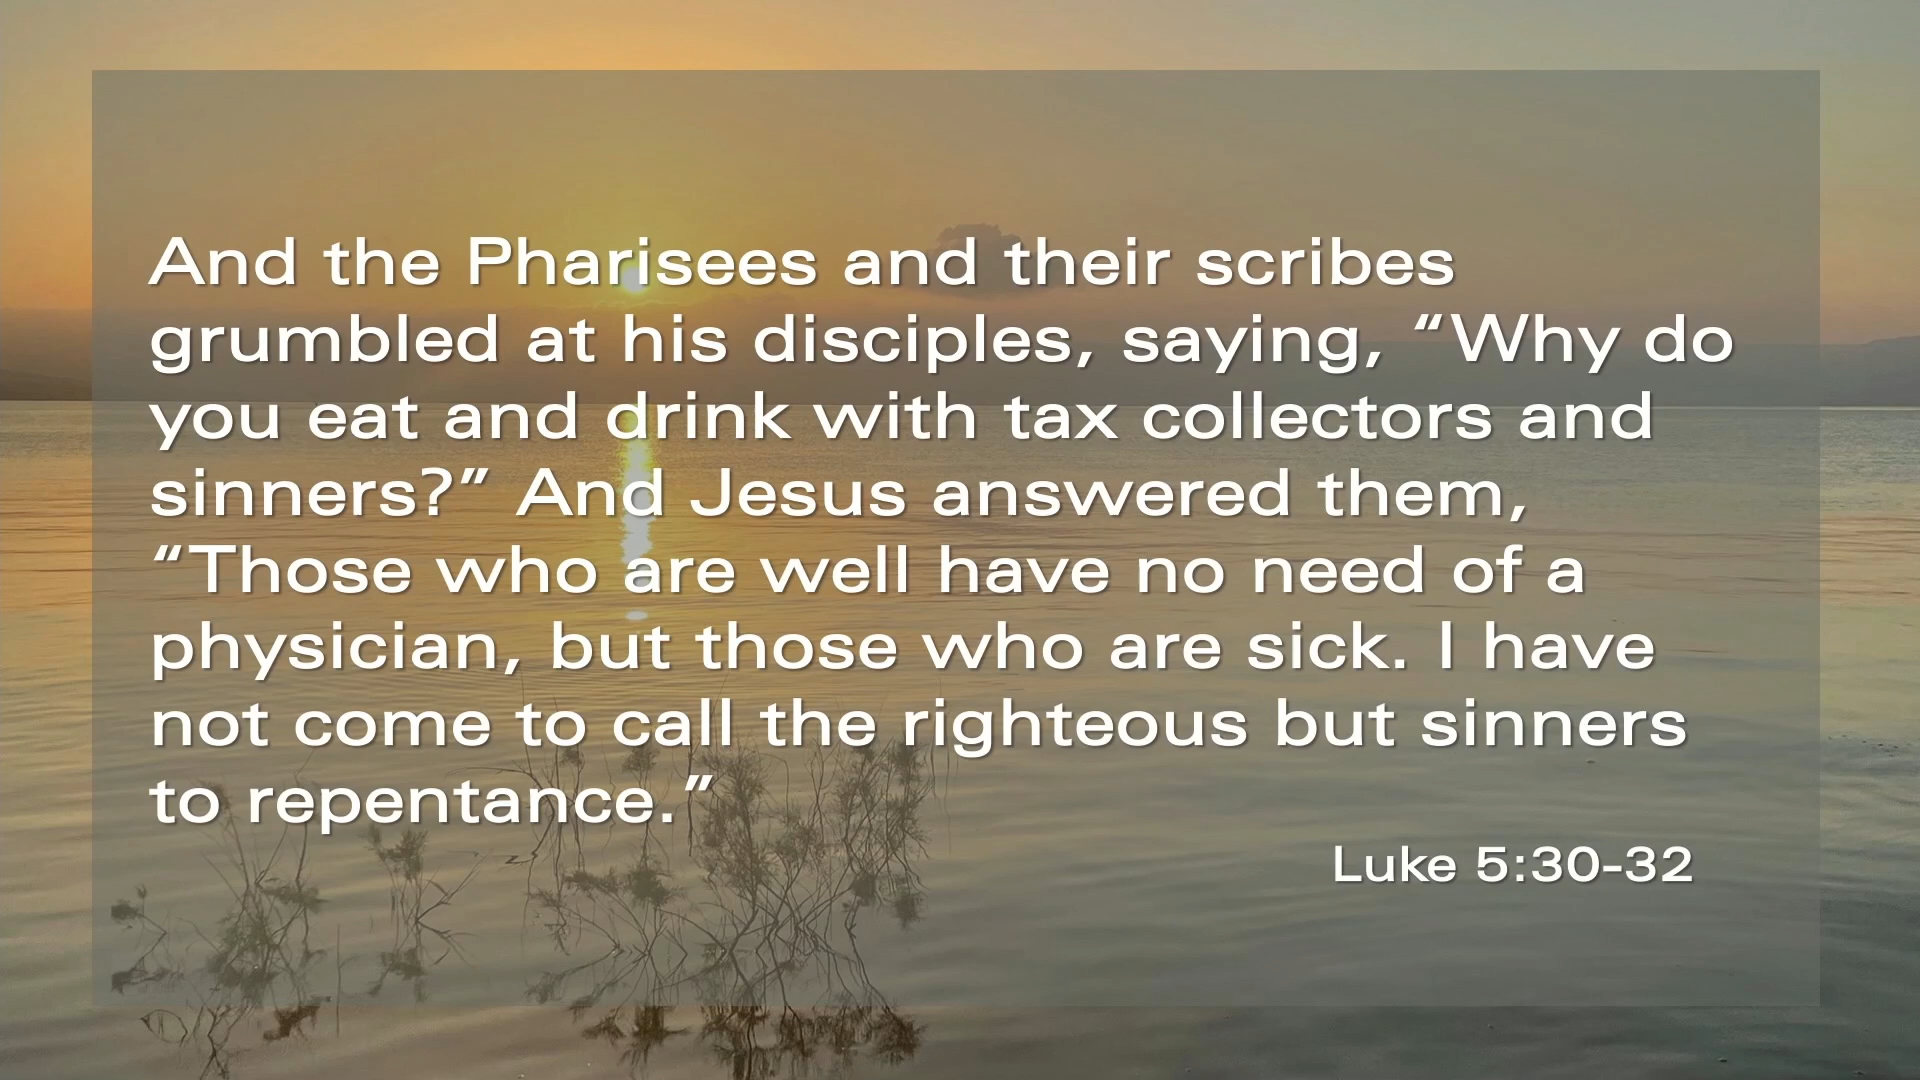 And the Pharisees and their scribes
grumbled at his disciples, saying, “Why do
you eat and drink with tax collectors and
sinners?” And Jesus answered them,
“Those who are well have no need of a
physician, but those who are sick. I have
not come to call the righteous but sinners
to repentance.”
Luke 5:30-32